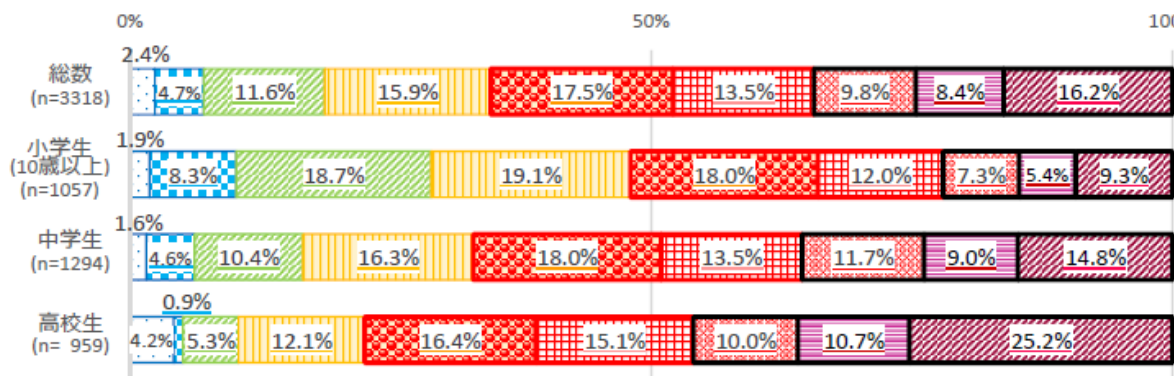 0% 50% 100
2.4%
総数
(n=3318)
4.7% 11.6% 15.9% 17.5% 13.5% 9.8% 8.4% 16.2%
1.9%
小学生
(10歳以上)
(n=1057)
8.3% 18.7% 19.1% 18.0% 12.0% 7.3% 5.4% 9.3%
1.6%
中学生
(n=1294)
4.6% 10.4% 16.3% 18.0% 13.5% 11.7% 9.0% 14.8%
0.9%
高校生
(n= 959)
4.2% 5.3% 12.1% 16.4% 15.1% 10.0% 10.7% 25.2%